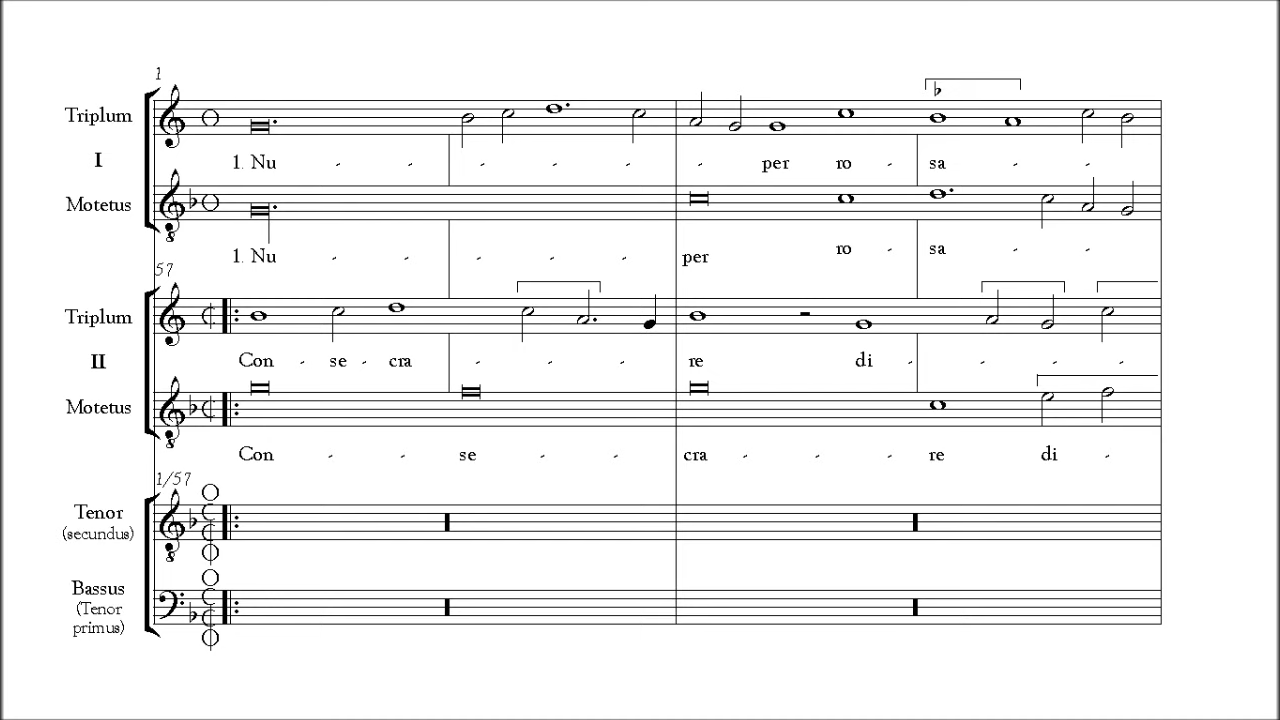 1
Triplum
I
1. Nu - - - - - - per ro - sa - -
Motetus
1. Nu - - - - per ro - sa - -
57
Triplum
II
Con - se - cra - - - re di - - - -
Motetus
Con - - se - - cra - - re di -
1/57
Tenor
(secundus)
Bassus
(Tenor
primus)